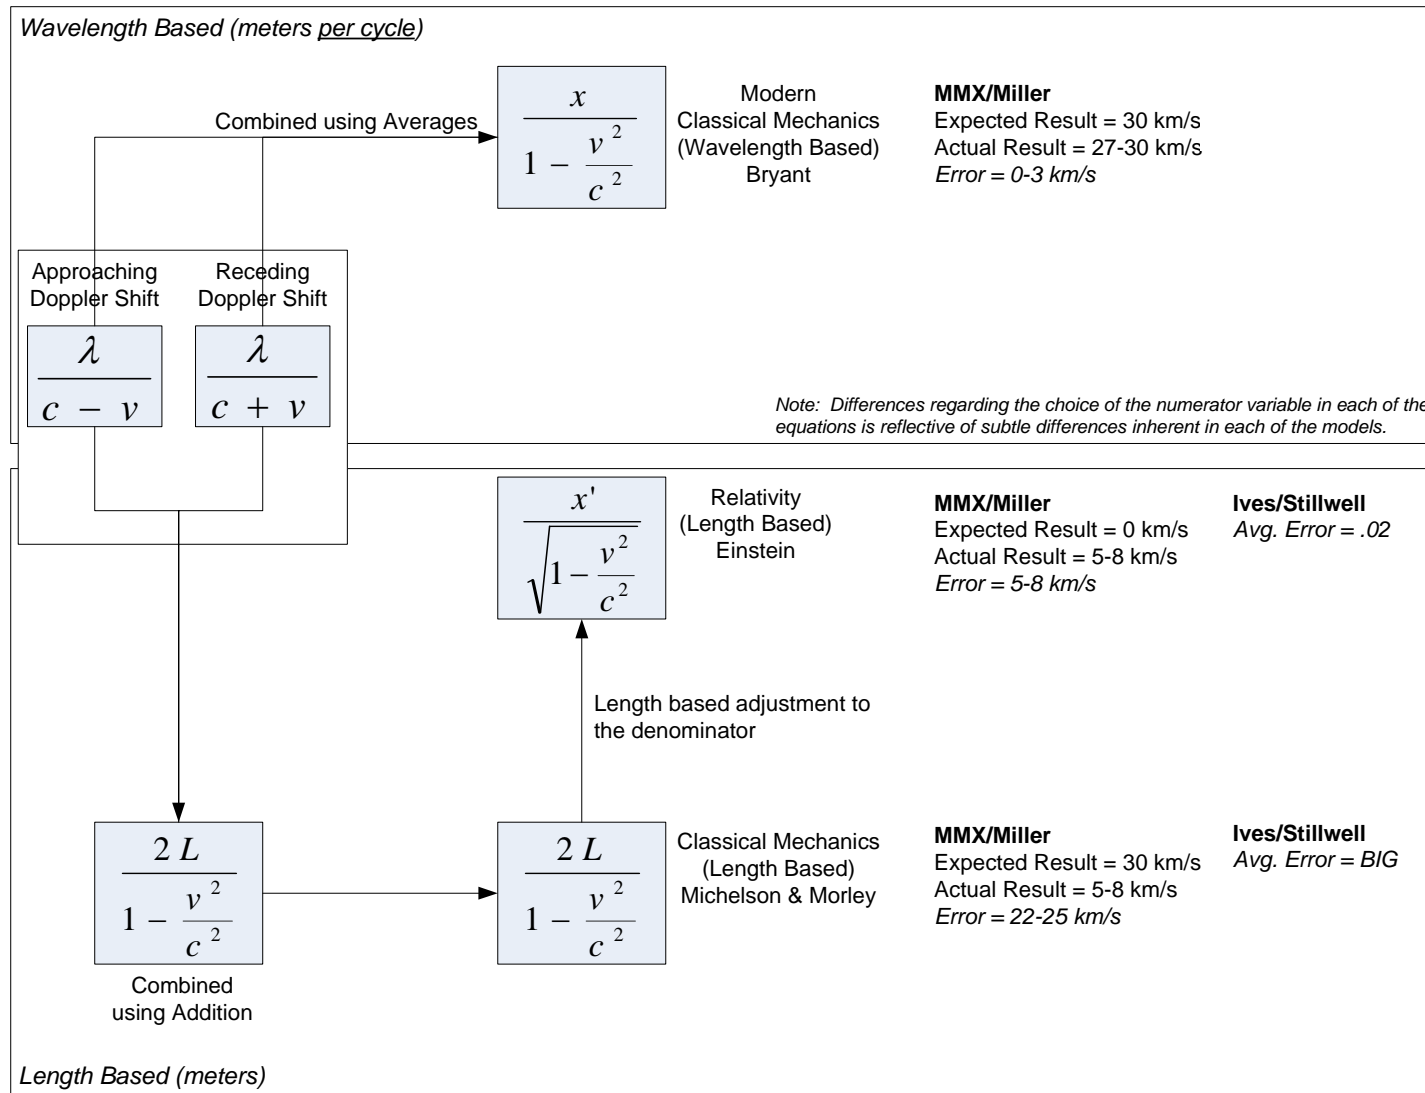 Wavelength Based (meters per cycle)
Combined using Averages
x
1 − v²
c²
Modern
Classical Mechanics
(Wavelength Based)
Bryant
MMX/Miller
Expected Result = 30 km/s
Actual Result = 27-30 km/s
Error = 0-3 km/s
Approaching
Doppler Shift
Receding
Doppler Shift
λ
c − v
λ
c + v
Note: Differences regarding the choice of the numerator variable in each of the
equations is reflective of subtle differences inherent in each of the models.
x'
√1 − v²
c²
Relativity
(Length Based)
Einstein
MMX/Miller
Expected Result = 0 km/s
Actual Result = 5-8 km/s
Error = 5-8 km/s
Ives/Stillwell
Avg. Error = .02
Length based adjustment to
the denominator
2 L
1 − v²
c²
Combined
using Addition
2 L
1 − v²
c²
Classical Mechanics
(Length Based)
Michelson & Morley
MMX/Miller
Expected Result = 30 km/s
Actual Result = 5-8 km/s
Error = 22-25 km/s
Ives/Stillwell
Avg. Error = BIG
Length Based (meters)